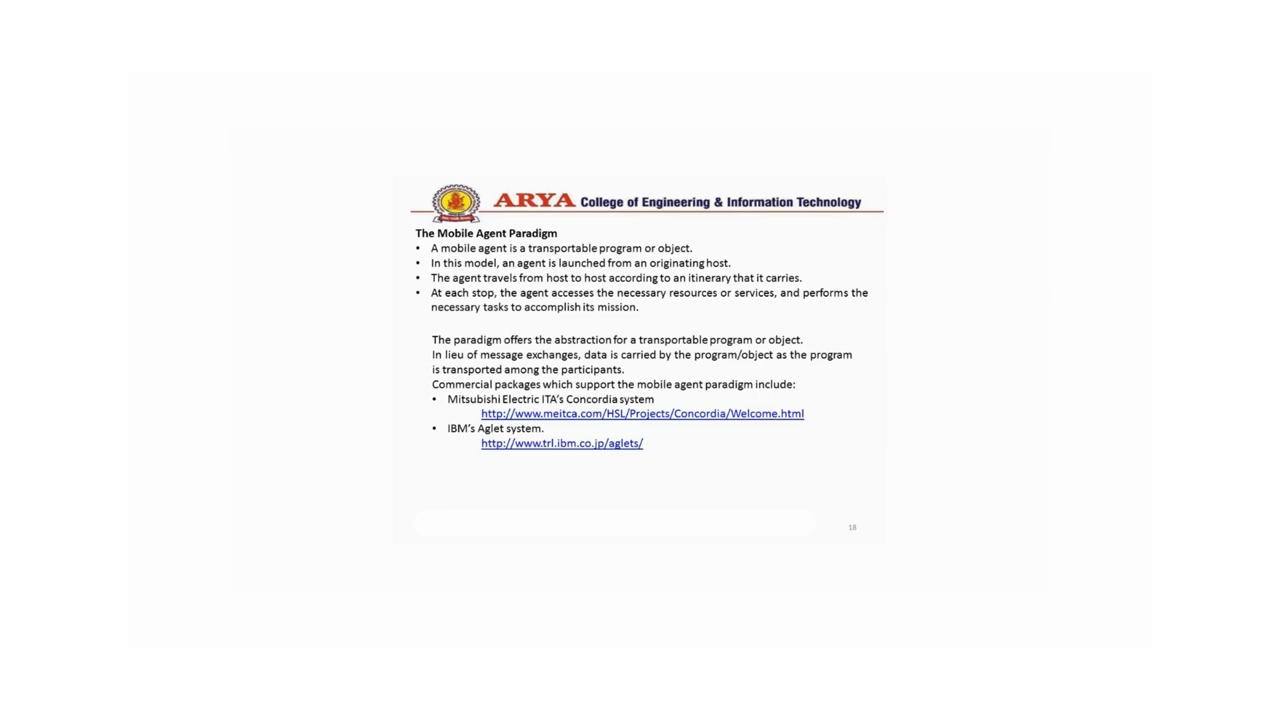 ARYA College of Engineering & Information Technology
The Mobile Agent Paradigm
• A mobile agent is a transportable program or object.
• In this model, an agent is launched from an originating host.
• The agent travels from host to host according to an itinerary that it carries.
• At each stop, the agent accesses the necessary resources or services, and performs the
necessary tasks to accomplish its mission.
The paradigm offers the abstraction for a transportable program or object.
In lieu of message exchanges, data is carried by the program/object as the program
is transported among the participants.
Commercial packages which support the mobile agent paradigm include:
• Mitsubishi Electric ITA's Concordia system
http://www.meitca.com/HSL/Projects/Concordia/Welcome.html
• IBM's Aglet system.
http://www.trl.ibm.co.jp/aglets/
18